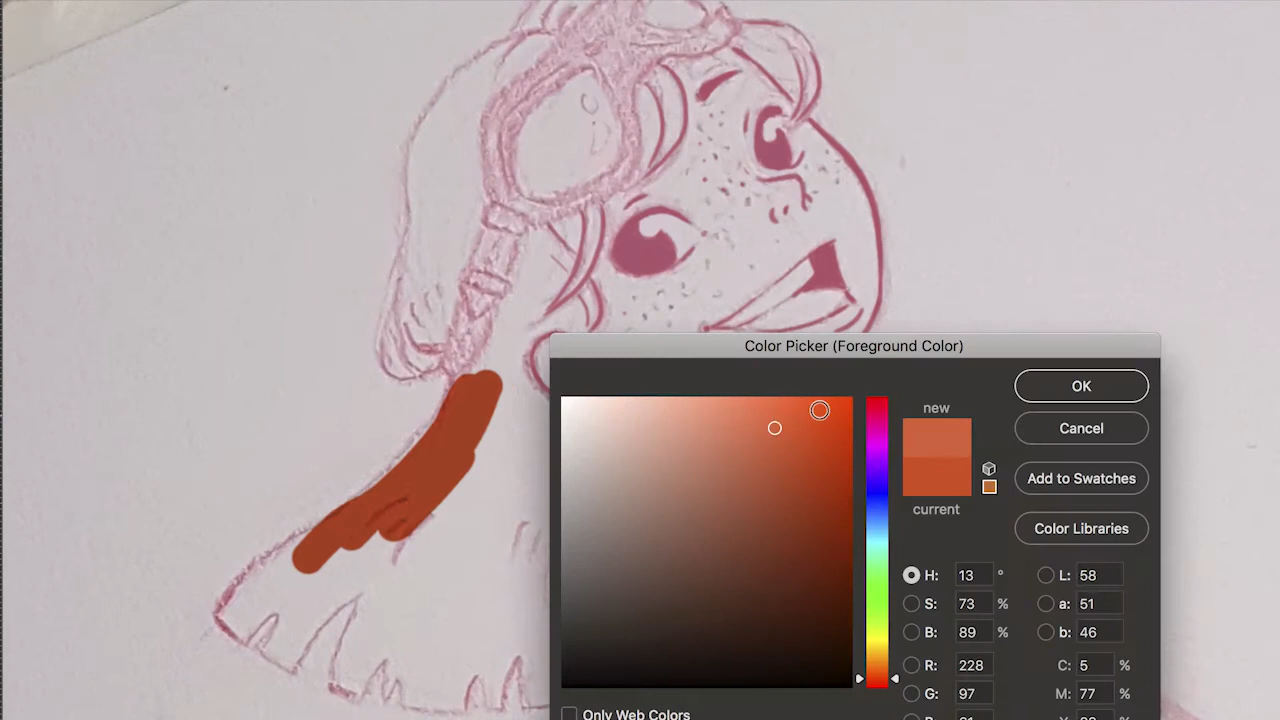 Color Picker (Foreground Color)
new
current
OK
Cancel
Add to Swatches
Color Libraries
H: 13 °
S: 73 %
B: 89 %
R: 228
G: 97
L: 58
a: 51
b: 46
C: 5 %
M: 77 %
Only Web Colors